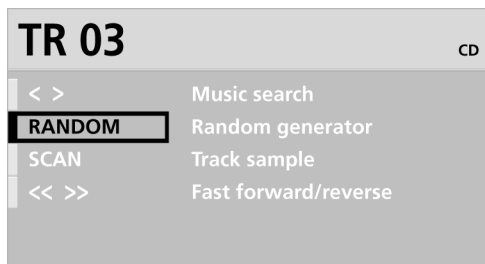 TR 03
CD
< > Music search
RANDOM Random generator
SCAN Track sample
<< >> Fast forward/reverse